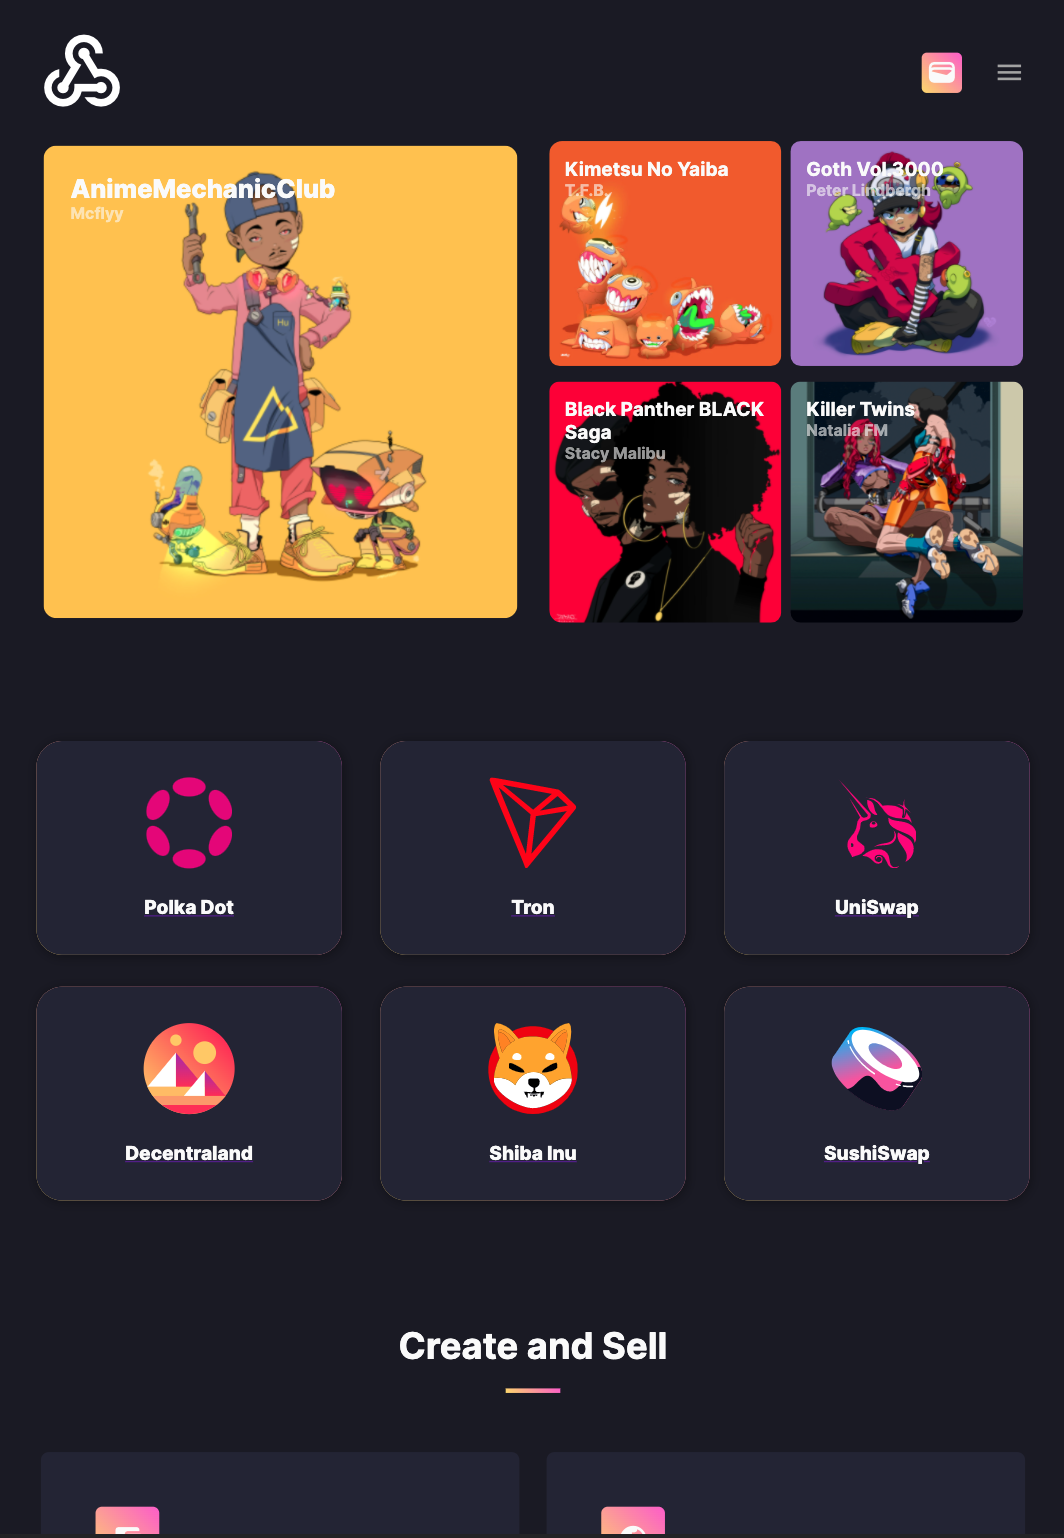 AnimeMechanicClub
Mcflyy
Kimetsu No Yaiba
T.F.B.
Goth Vol 3000
Peter Lindbergh
Black Panther BLACK
Saga
Stacy Malibu
Killer Twins
Natalia FM
Hu
Polka Dot
Tron
UniSwap
Decentraland
Shiba Inu
SushiSwap
Create and Sell